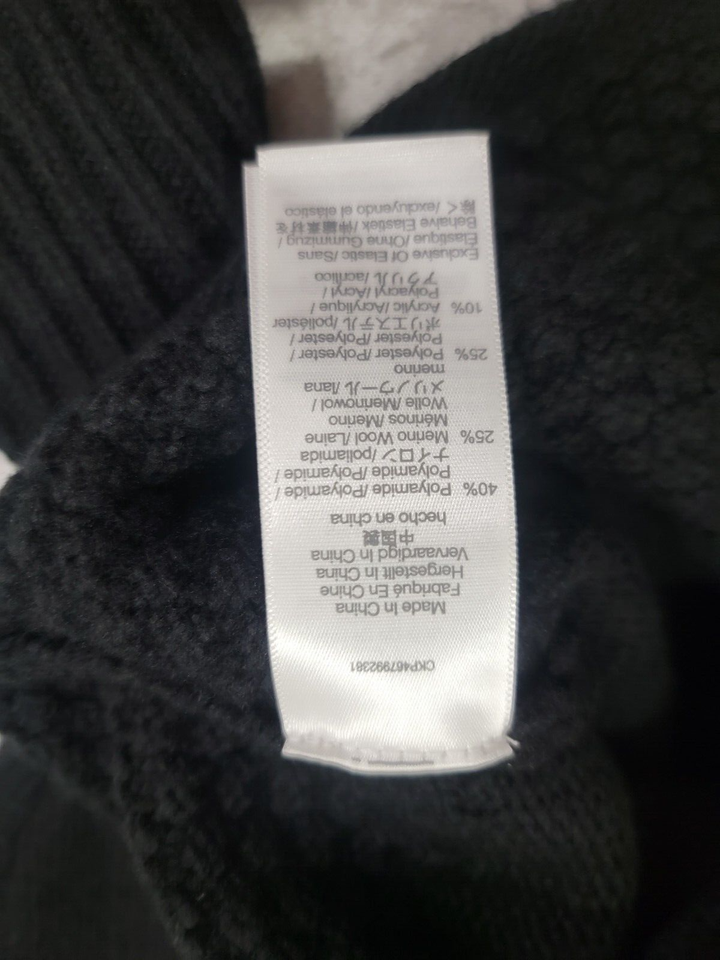 CKP467992381
Made In China
Fabriqué En Chine
Hergestellt In China
Vervaardigd In China
中国製
hecho en china
40% Polyamide /Polyamide /
Polyamide /Polyamide /
ナイロン /poliamida
25% Merino Wool /Laine
Mérinos /Merino
Wolle /Merinowol /
メリノウール /lana
merino
25% Polyester /Polyester /
Polyester /Polyester /
ポリエステル /poliéster
10% Acrylic /Acrylique /
Polyacryl /Acryl /
アクリル /acrílico
Exclusive Of Elastic /Sans
Élastique /Ohne Gummizug /
Behalve Elastiek /伸縮素材を
除く /excluyendo el elástico